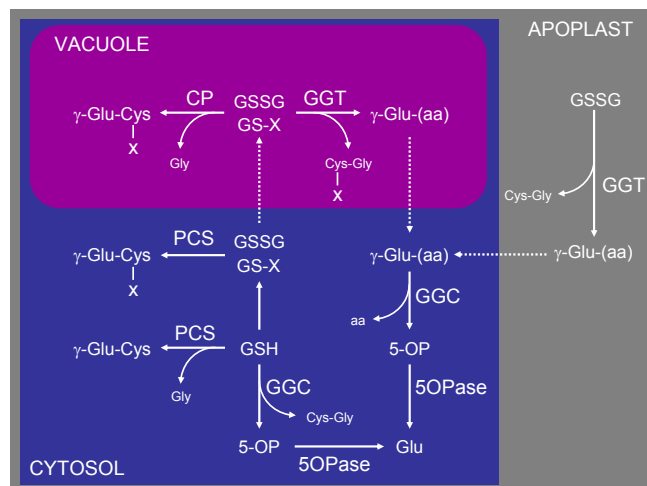 VACUOLE
APOPLAST
CP
GSSG
GS-X
GGT
γ-Glu-Cys
X
Gly
γ-Glu-(aa)
Cys-Gly
X
GSSG
GGT
Cys-Gly
γ-Glu-(aa)
PCS
γ-Glu-Cys
X
GSSG
GS-X
γ-Glu-(aa)
GGC
aa
5-OP
PCS
γ-Glu-Cys
Gly
GSH
GGC
Cys-Gly
5OPase
5-OP
5OPase
Glu
CYTOSOL